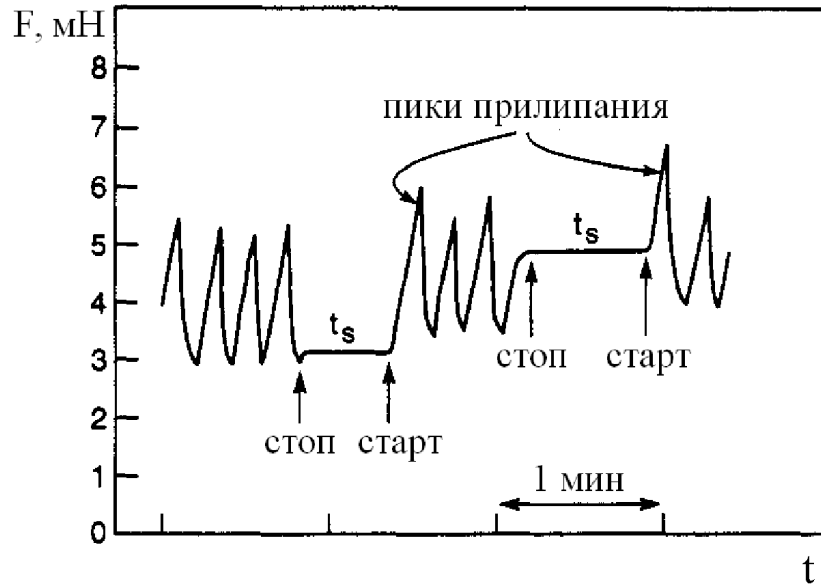 F, мН
8
7
6
5
4
3
2
1
0
пики прилипания
t_s
t_s
стоп
старт
стоп
старт
1 мин
t